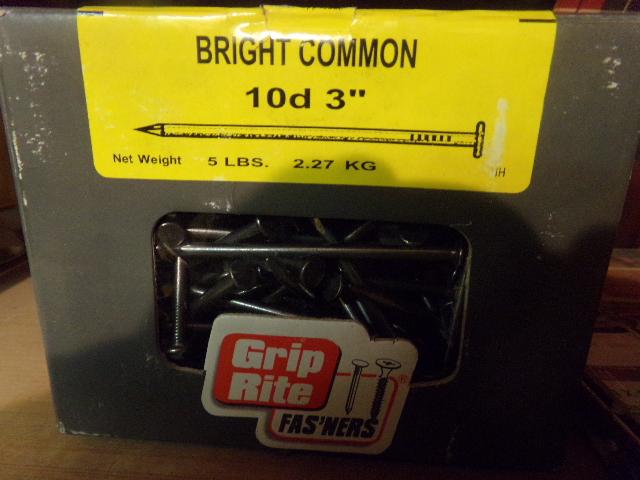 BRIGHT COMMON
10d 3"
Net Weight 5 LBS. 2.27 KG
Grip
Rite
®
FAS'NERS